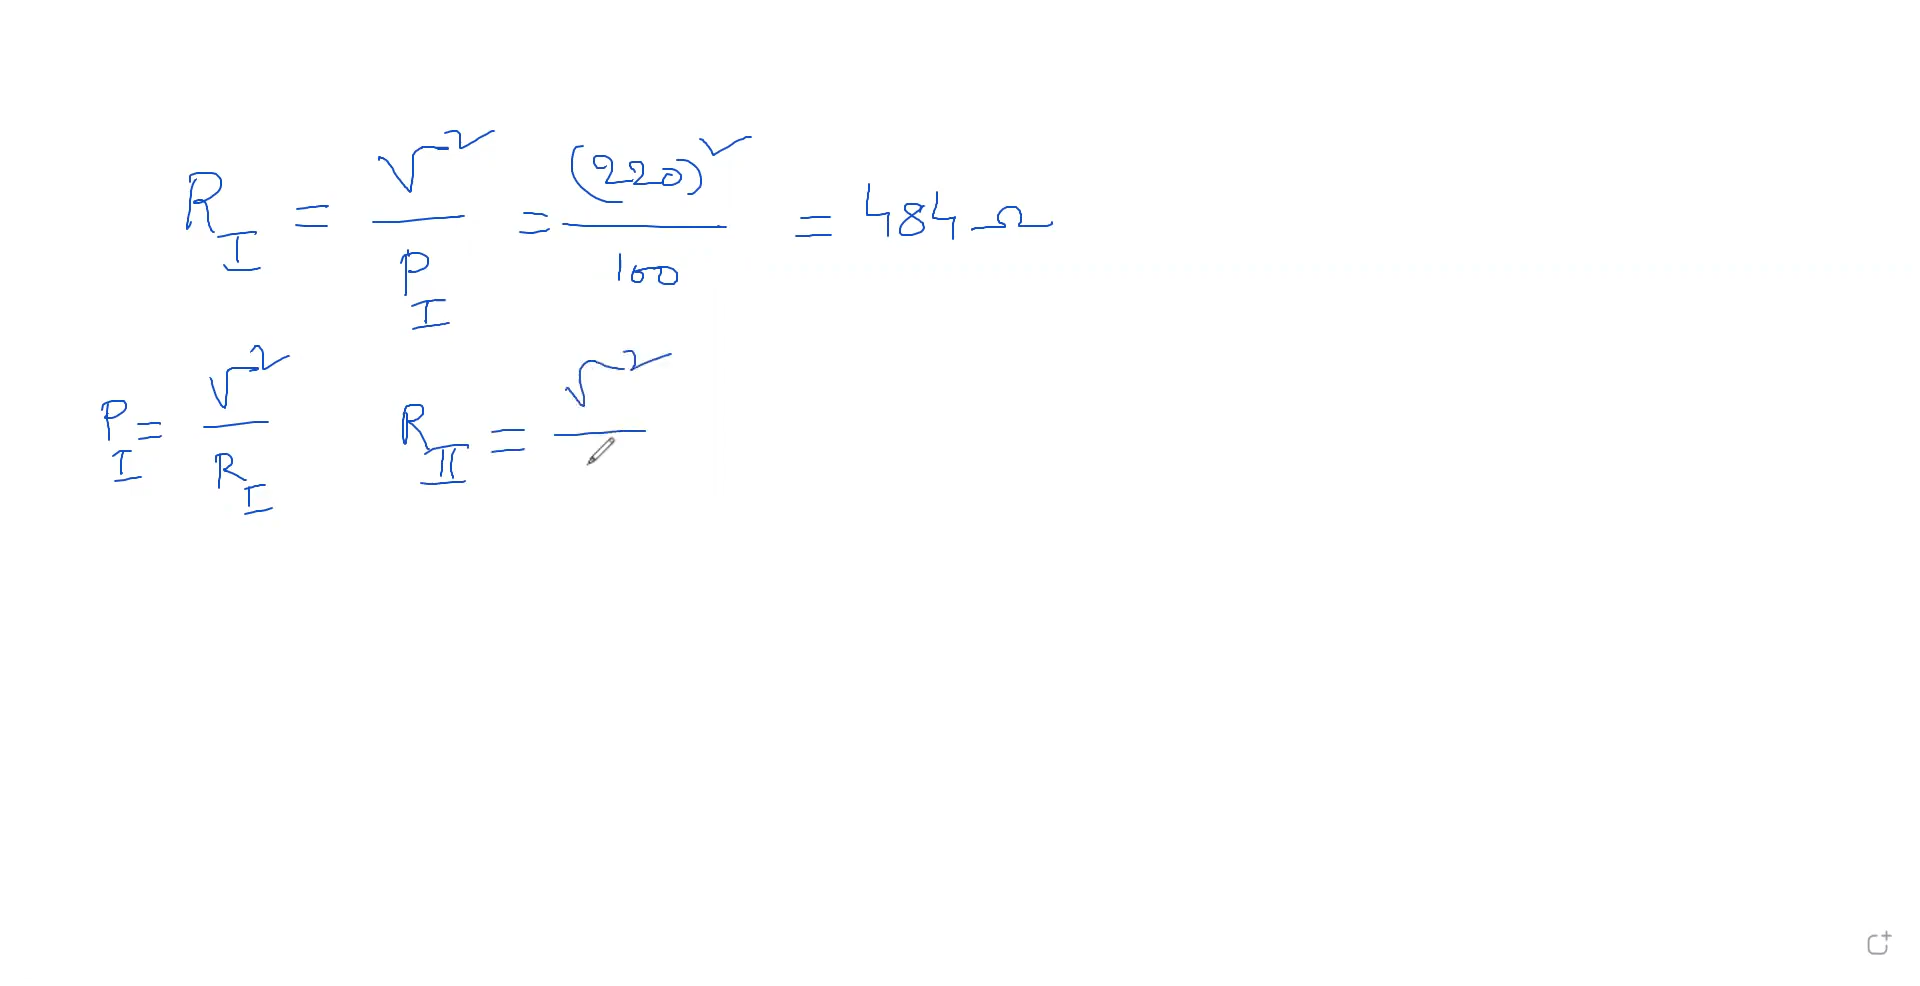 R_I = V²/P_I = (220)²/100 = 484 Ω
P_I = V²/R_I R_II = V²/